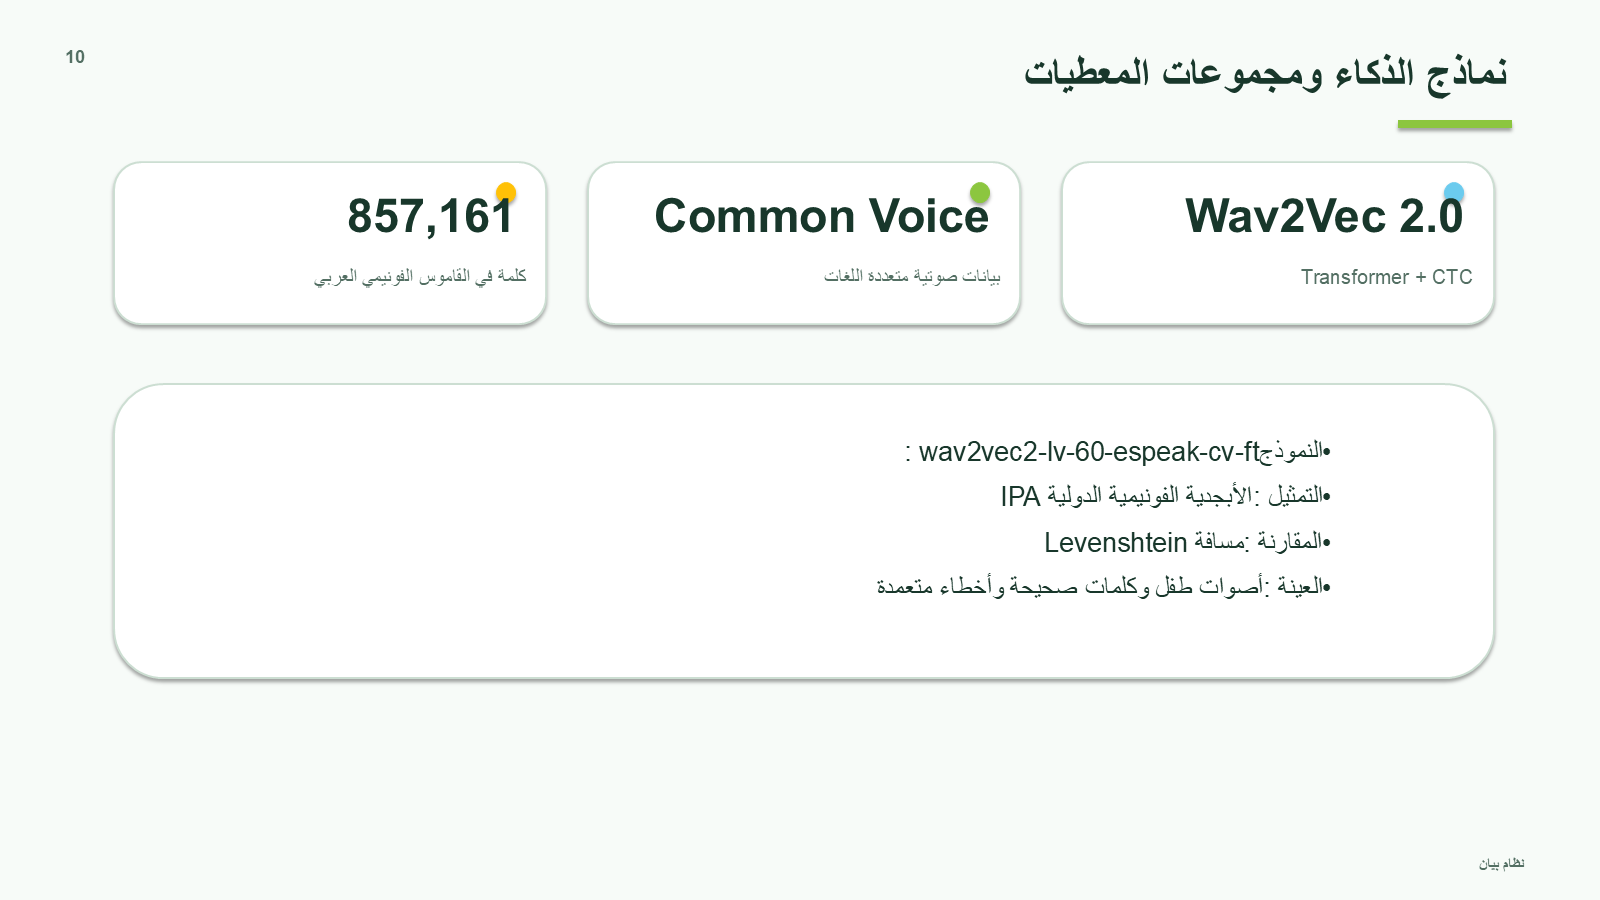 نماذج الذكاء ومجموعات المعطيات
10
Wav2Vec 2.0
Transformer + CTC
Common Voice
بيانات صوتية متعددة اللغات
857,161
كلمة في القاموس الفونيمي العربي
•النموذجwav2vec2-lv-60-espeak-cv-ft :
•التمثيل :الأبجدية الفونيمية الدولية IPA
•المقارنة :مسافة Levenshtein
•العينة :أصوات طفل وكلمات صحيحة وأخطاء متعمدة
نظام بيان